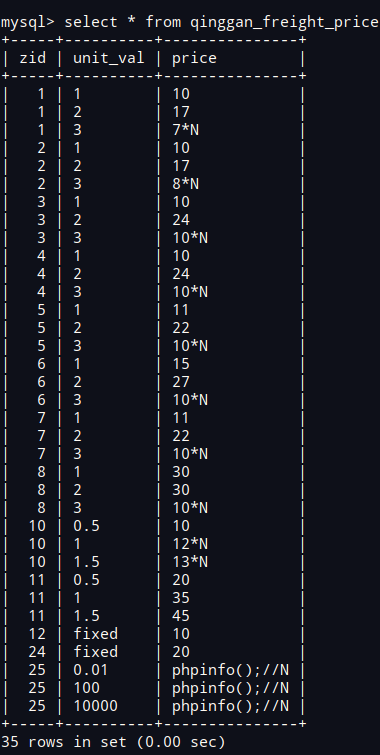 mysql> select * from qinggan_freight_price
+-----+----------+---------------+
| zid | unit_val | price         |
+-----+----------+---------------+
|   1 | 1        | 10            |
|   1 | 2        | 17            |
|   1 | 3        | 7*N           |
|   2 | 1        | 10            |
|   2 | 2        | 17            |
|   2 | 3        | 8*N           |
|   3 | 1        | 10            |
|   3 | 2        | 24            |
|   3 | 3        | 10*N          |
|   4 | 1        | 10            |
|   4 | 2        | 24            |
|   4 | 3        | 10*N          |
|   5 | 1        | 11            |
|   5 | 2        | 22            |
|   5 | 3        | 10*N          |
|   6 | 1        | 15            |
|   6 | 2        | 27            |
|   6 | 3        | 10*N          |
|   7 | 1        | 11            |
|   7 | 2        | 22            |
|   7 | 3        | 10*N          |
|   8 | 1        | 30            |
|   8 | 2        | 30            |
|   8 | 3        | 10*N          |
|  10 | 0.5      | 10            |
|  10 | 1        | 12*N          |
|  10 | 1.5      | 13*N          |
|  11 | 0.5      | 20            |
|  11 | 1        | 35            |
|  11 | 1.5      | 45            |
|  12 | fixed    | 10            |
|  24 | fixed    | 20            |
|  25 | 0.01     | phpinfo();//N |
|  25 | 100      | phpinfo();//N |
|  25 | 10000    | phpinfo();//N |
+-----+----------+---------------+
35 rows in set (0.00 sec)